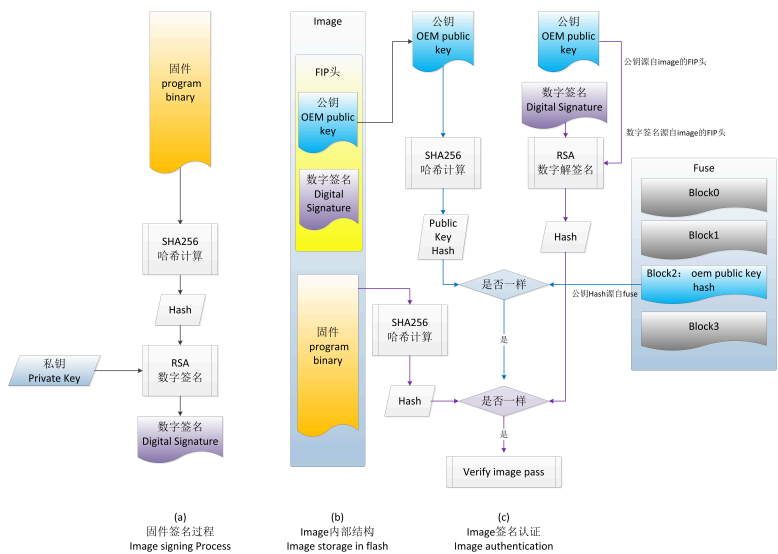 固件
program
binary
SHA256
哈希计算
Hash
私钥
Private Key
RSA
数字签名
数字签名
Digital Signature
(a)
固件签名过程
Image signing Process
Image
FIP头
公钥
OEM public
key
数字签名
Digital
Signature
固件
program
binary
(b)
Image内部结构
Image storage in flash
公钥
OEM public
key
SHA256
哈希计算
Public
Key
Hash
是否一样
是
SHA256
哈希计算
Hash
是否一样
是
Verify image pass
公钥
OEM public
key
公钥源自image的FIP头
数字签名
Digital Signature
数字签名源自image的FIP头
RSA
数字解签名
Hash
公钥Hash源自fuse
Fuse
Block0
Block1
Block2： oem public key
hash
Block3
(c)
Image签名认证
Image authentication